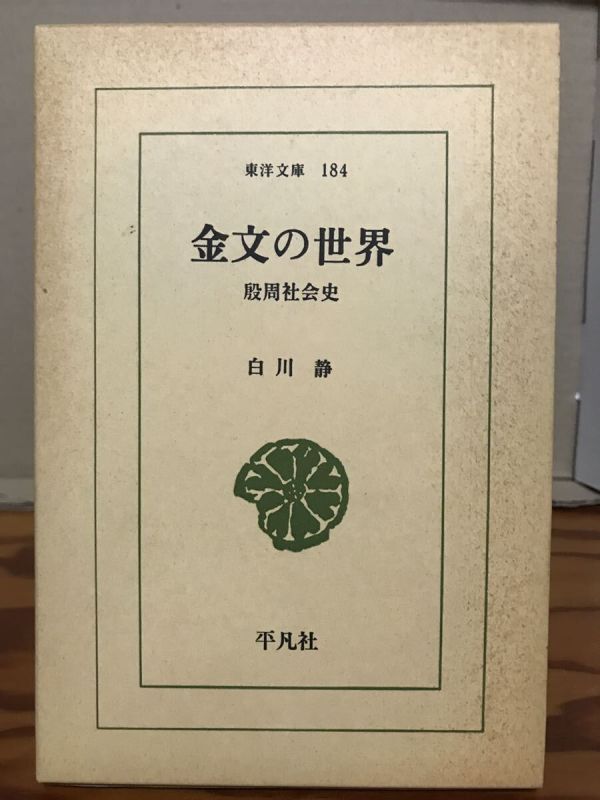 東洋文庫 184
金文の世界
殷周社会史
白川 静
平凡社